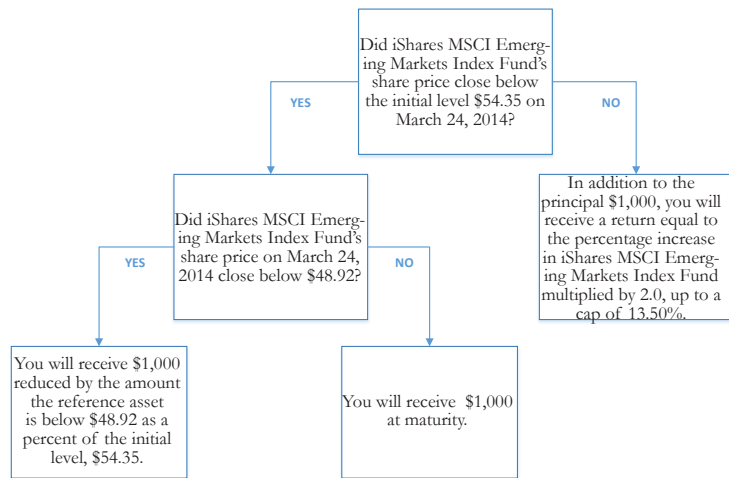 Did iShares MSCI Emerg-
ing Markets Index Fund's
share price close below
the initial level $54.35 on
March 24, 2014?
YES
NO
Did iShares MSCI Emerg-
ing Markets Index Fund's
share price on March 24,
2014 close below $48.92?
In addition to the
principal $1,000, you will
receive a return equal to
the percentage increase
in iShares MSCI Emerg-
ing Markets Index Fund
multiplied by 2.0, up to a
cap of 13.50%.
YES
NO
You will receive $1,000
reduced by the amount
the reference asset
is below $48.92 as a
percent of the initial
level, $54.35.
You will receive $1,000
at maturity.